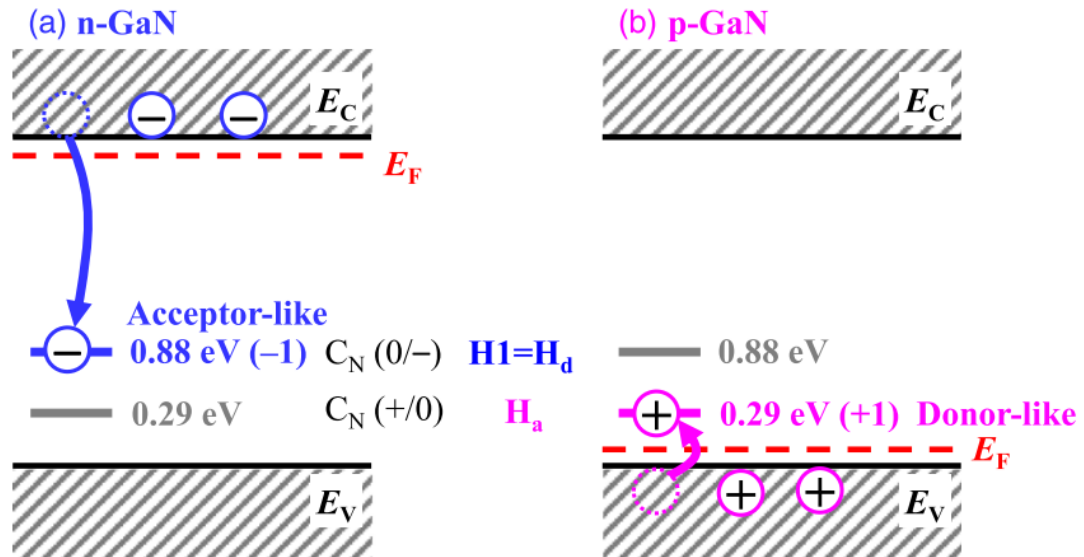 (a) n-GaN
E_C
E_F
Acceptor-like
0.88 eV (–1) C_N (0/–) H1=H_d
0.29 eV C_N (+/0) H_a
E_V
(b) p-GaN
E_C
0.88 eV
0.29 eV (+1) Donor-like
E_F
E_V